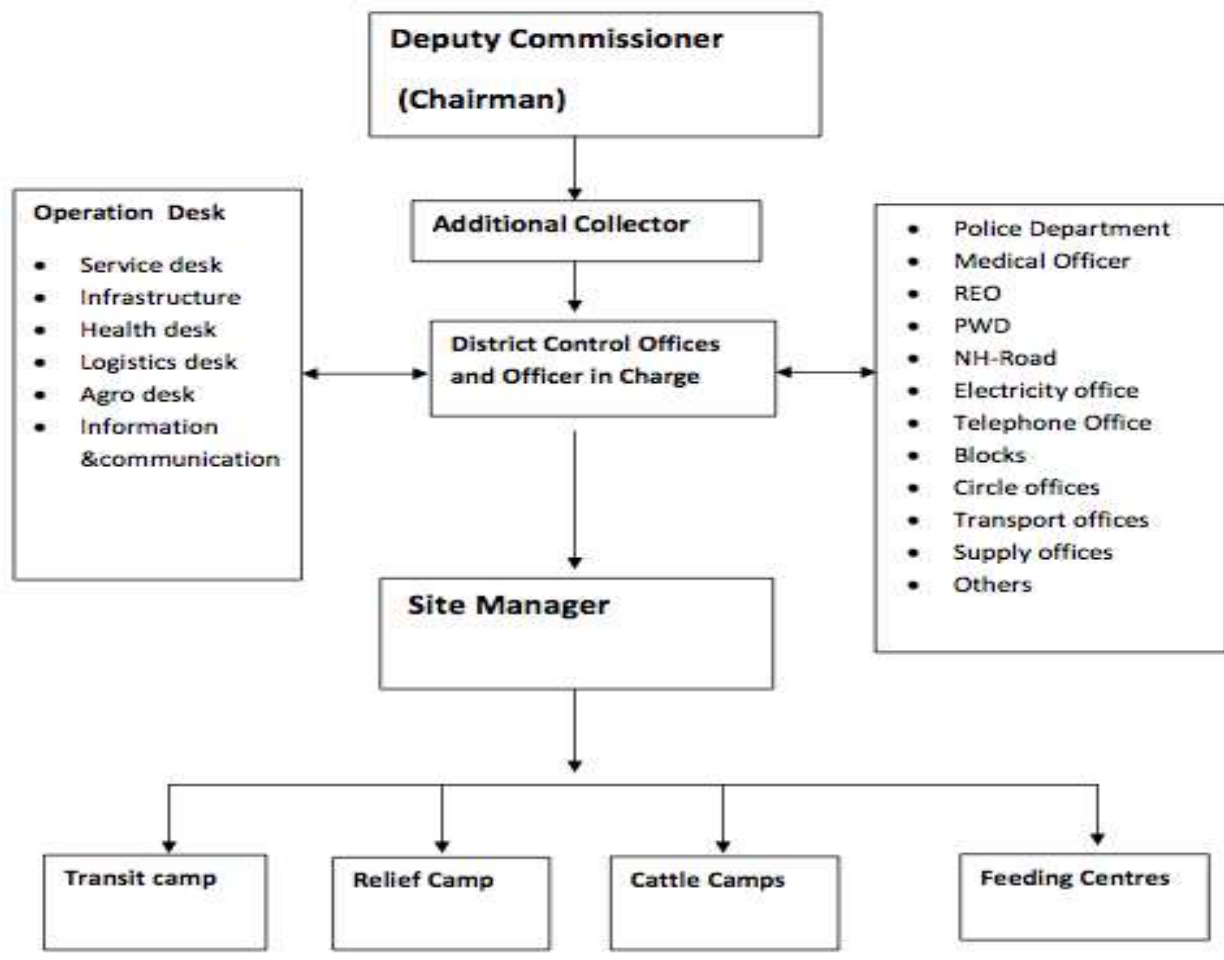 Deputy Commissioner
(Chairman)
Additional Collector
Operation Desk
• Service desk
• Infrastructure
• Health desk
• Logistics desk
• Agro desk
• Information
&communication
District Control Offices
and Officer in Charge
• Police Department
• Medical Officer
• REO
• PWD
• NH-Road
• Electricity office
• Telephone Office
• Blocks
• Circle offices
• Transport offices
• Supply offices
• Others
Site Manager
Transit camp
Relief Camp
Cattle Camps
Feeding Centres